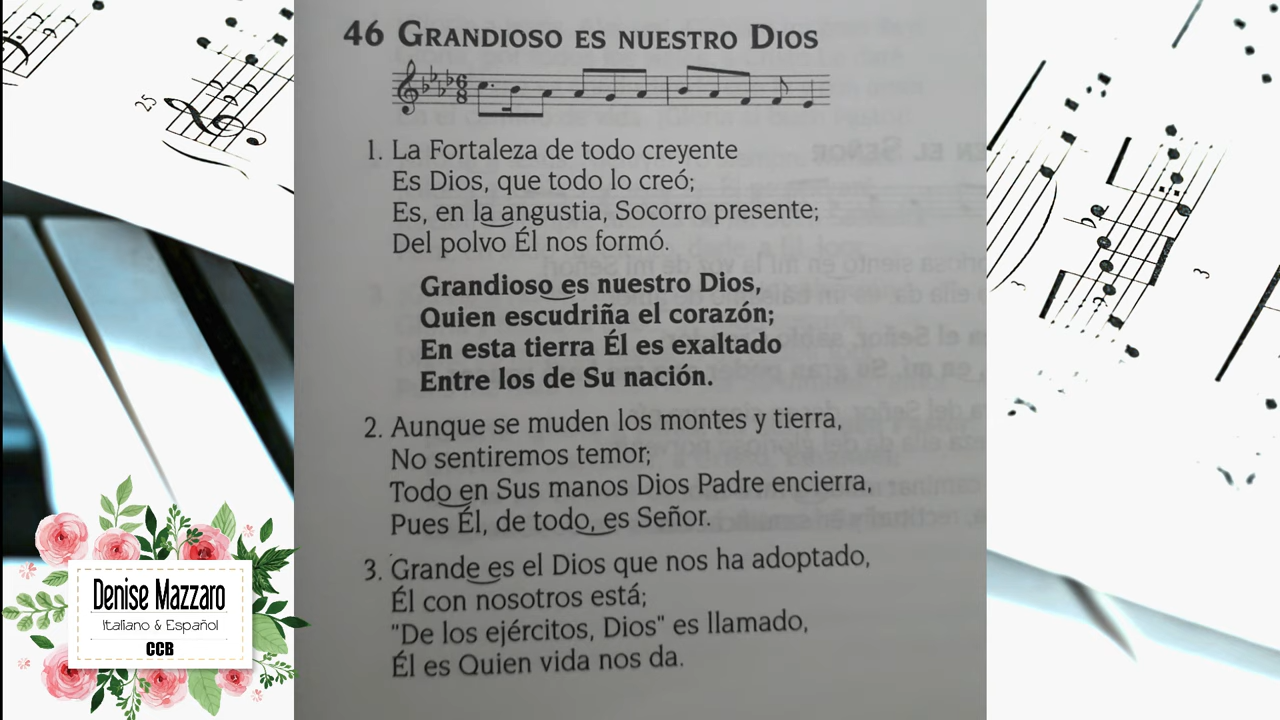 46 GRANDIOSO ES NUESTRO DIOS
1. La Fortaleza de todo creyente
Es Dios, que todo lo creó;
Es, en la angustia, Socorro presente;
Del polvo Él nos formó.
Grandioso es nuestro Dios,
Quien escudriña el corazón;
En esta tierra Él es exaltado
Entre los de Su nación.
2. Aunque se muden los montes y tierra,
No sentiremos temor;
Todo en Sus manos Dios Padre encierra,
Pues Él, de todo, es Señor.
3. Grande es el Dios que nos ha adoptado,
Él con nosotros está;
"De los ejércitos, Dios" es llamado,
Él es Quien vida nos da.
Denise Mazzaro
Italiano & Español
CCB
25
3
3